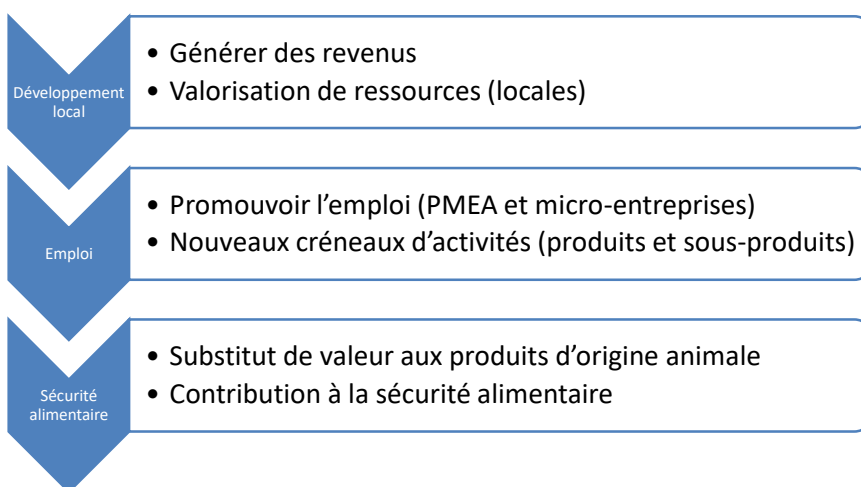 Développement
local
• Générer des revenus
• Valorisation de ressources (locales)
Emploi
• Promouvoir l'emploi (PMEA et micro-entreprises)
• Nouveaux créneaux d'activités (produits et sous-produits)
Sécurité
alimentaire
• Substitut de valeur aux produits d'origine animale
• Contribution à la sécurité alimentaire